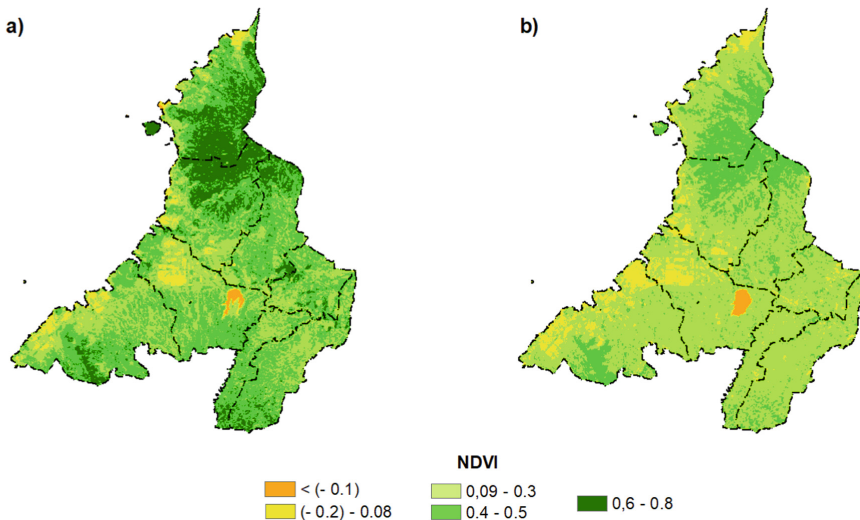 a)
b)
NDVI
< (- 0.1)
(- 0.2) - 0.08
0,09 - 0.3
0.4 - 0.5
0,6 - 0.8